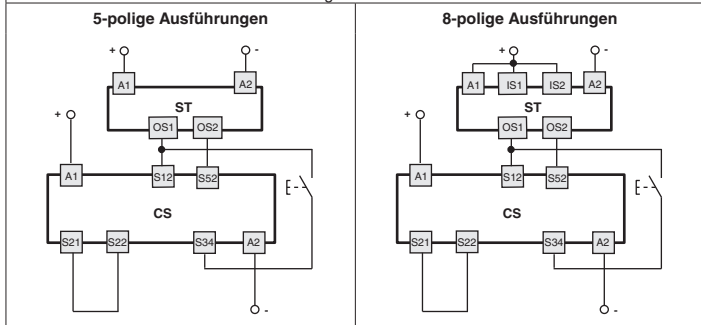 5-polige Ausführungen
+ -
A1 A2
ST
OS1 OS2
+
A1 S12 S52
CS
S21 S22 S34 A2
-
8-polige Ausführungen
+ -
A1 IS1 IS2 A2
ST
OS1 OS2
+
A1 S12 S52
CS
S21 S22 S34 A2
-